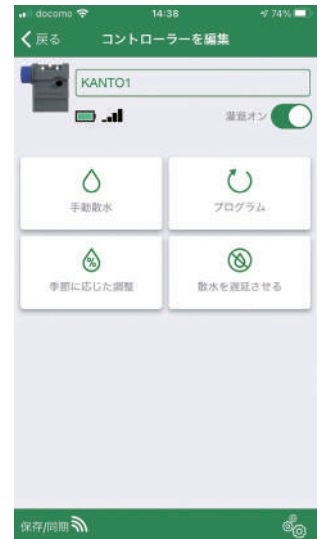 docomo 14:38 74%
戻る コントローラーを編集
KANTO1
灌漑オン
手動散水 プログラム
%
季節に応じた調整 散水を遅延させる
保存/同期